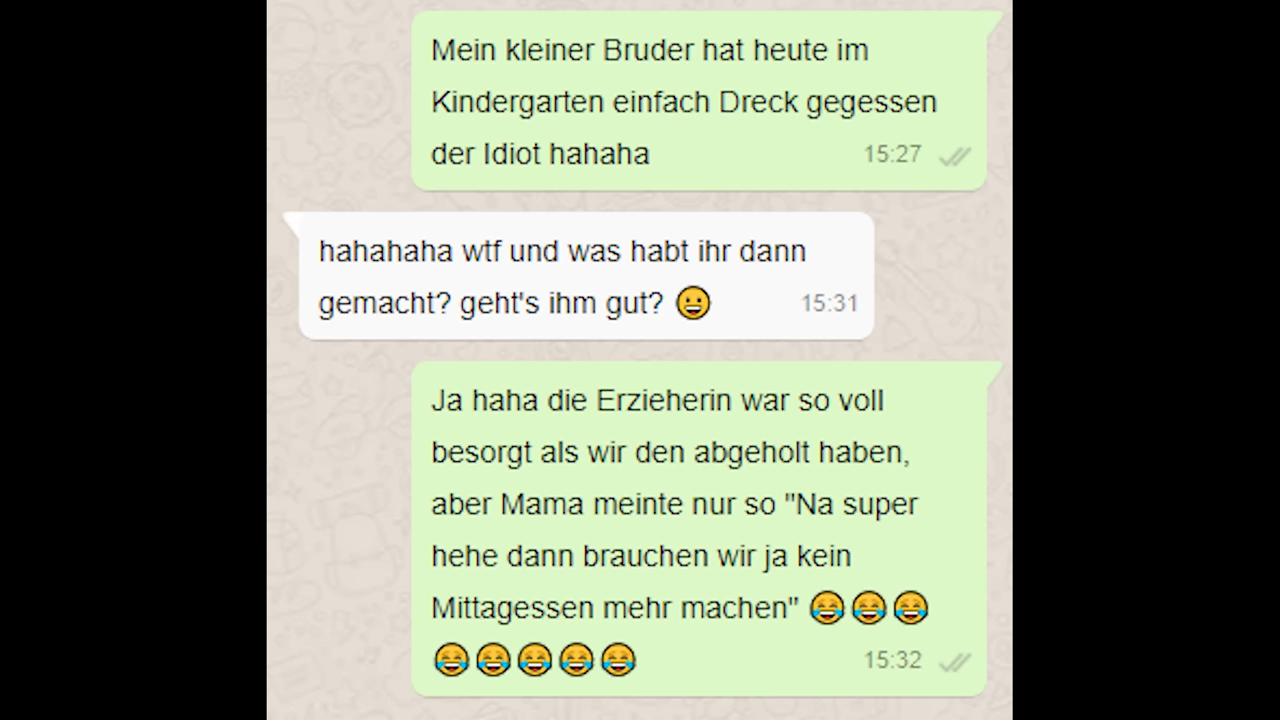 Mein kleiner Bruder hat heute im
Kindergarten einfach Dreck gegessen
der Idiot hahaha 15:27
hahahaha wtf und was habt ihr dann
gemacht? geht's ihm gut? 😀 15:31
Ja haha die Erzieherin war so voll
besorgt als wir den abgeholt haben,
aber Mama meinte nur so "Na super
hehe dann brauchen wir ja kein
Mittagessen mehr machen" 😂😂😂
😂😂😂😂😂 15:32